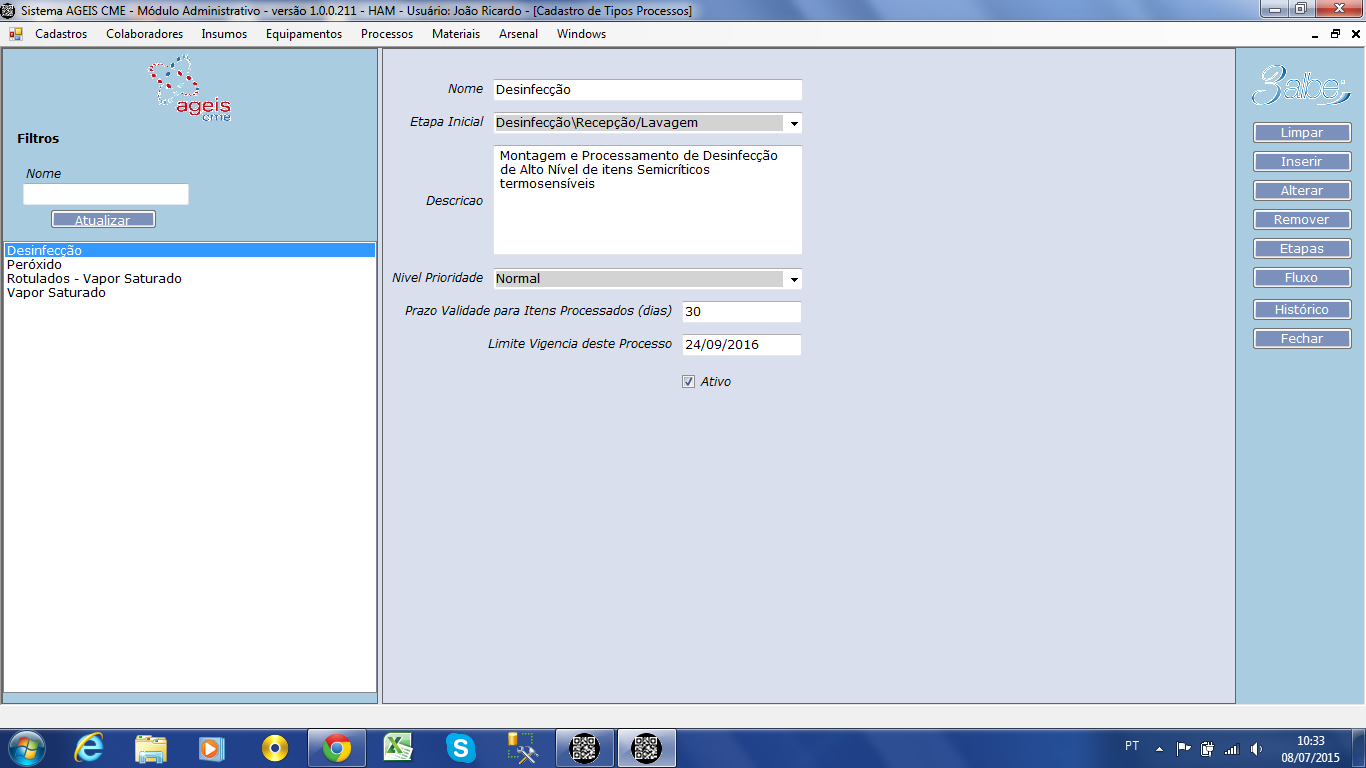 Sistema AGEIS CME - Módulo Administrativo - versão 1.0.0.211 - HAM - Usuário: João Ricardo - [Cadastro de Tipos Processos]
Cadastros Colaboradores Insumos Equipamentos Processos Materiais Arsenal Windows
ageis
cme
Filtros
Nome
Atualizar
Desinfecção
Peróxido
Rotulados - Vapor Saturado
Vapor Saturado
Nome Desinfecção
Etapa Inicial Desinfecção\Recepção/Lavagem
Descricao
Montagem e Processamento de Desinfecção
de Alto Nível de itens Semicríticos
termosensíveis
Nivel Prioridade Normal
Prazo Validade para Itens Processados (dias) 30
Limite Vigencia deste Processo 24/09/2016
Ativo
3albe
Limpar
Inserir
Alterar
Remover
Etapas
Fluxo
Histórico
Fechar
PT
10:33
08/07/2015